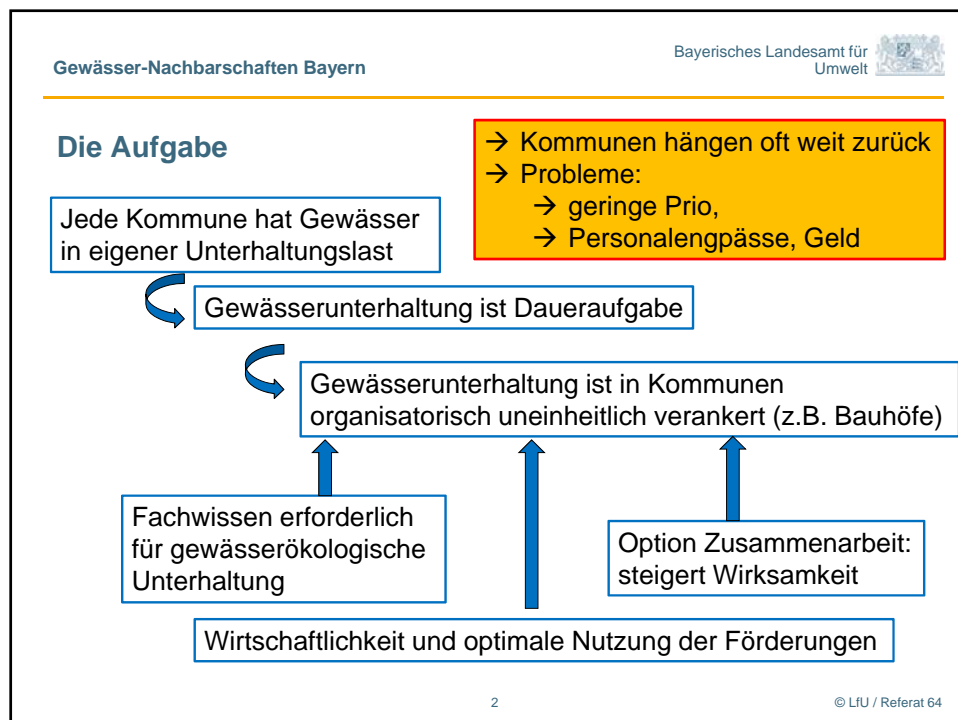 Gewässer-Nachbarschaften Bayern
Bayerisches Landesamt für
Umwelt
Die Aufgabe
→ Kommunen hängen oft weit zurück
→ Probleme:
→ geringe Prio,
→ Personalengpässe, Geld
Jede Kommune hat Gewässer
in eigener Unterhaltungslast
Gewässerunterhaltung ist Daueraufgabe
Gewässerunterhaltung ist in Kommunen
organisatorisch uneinheitlich verankert (z.B. Bauhöfe)
Fachwissen erforderlich
für gewässerökologische
Unterhaltung
Option Zusammenarbeit:
steigert Wirksamkeit
Wirtschaftlichkeit und optimale Nutzung der Förderungen
2
© LfU / Referat 64